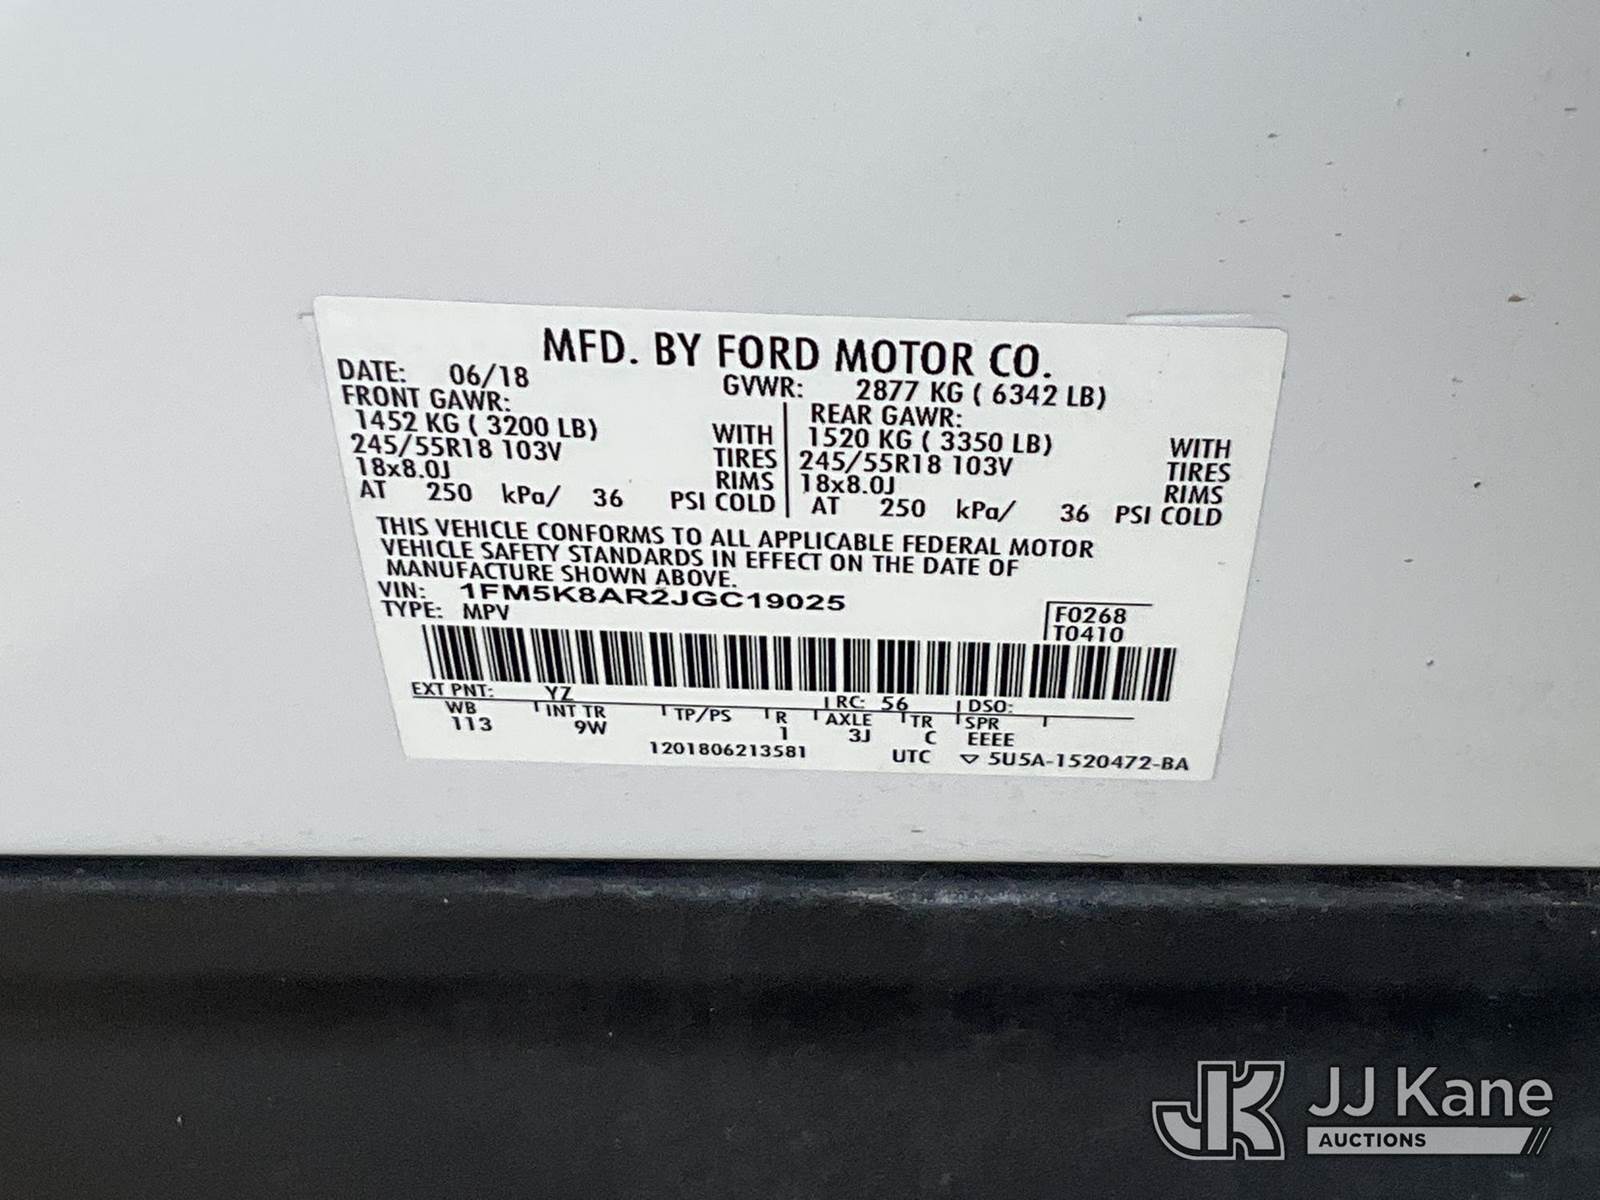 MFD. BY FORD MOTOR CO.
DATE: 06/18 GVWR: 2877 KG ( 6342 LB)
FRONT GAWR: REAR GAWR:
1452 KG ( 3200 LB) WITH 1520 KG ( 3350 LB) WITH
245/55R18 103V TIRES 245/55R18 103V TIRES
18x8.0J RIMS 18x8.0J RIMS
AT 250 kPa/ 36 PSI COLD AT 250 kPa/ 36 PSI COLD
THIS VEHICLE CONFORMS TO ALL APPLICABLE FEDERAL MOTOR
VEHICLE SAFETY STANDARDS IN EFFECT ON THE DATE OF
MANUFACTURE SHOWN ABOVE.
VIN: 1FM5K8AR2JGC19025
TYPE: MPV
F0268
T0410
EXT PNT: YZ RC: 56 DSO:
WB INT TR TP/PS R AXLE TR SPR
113 9W 1 3J C EEEE
1201806213581 UTC ▽ 5U5A-1520472-BA
JK JJ Kane
AUCTIONS